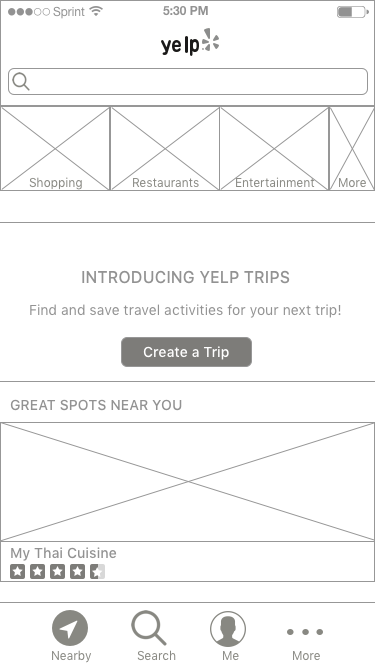 Sprint 5:30 PM
yelp
Shopping Restaurants Entertainment More
INTRODUCING YELP TRIPS
Find and save travel activities for your next trip!
Create a Trip
GREAT SPOTS NEAR YOU
My Thai Cuisine
Nearby Search Me More